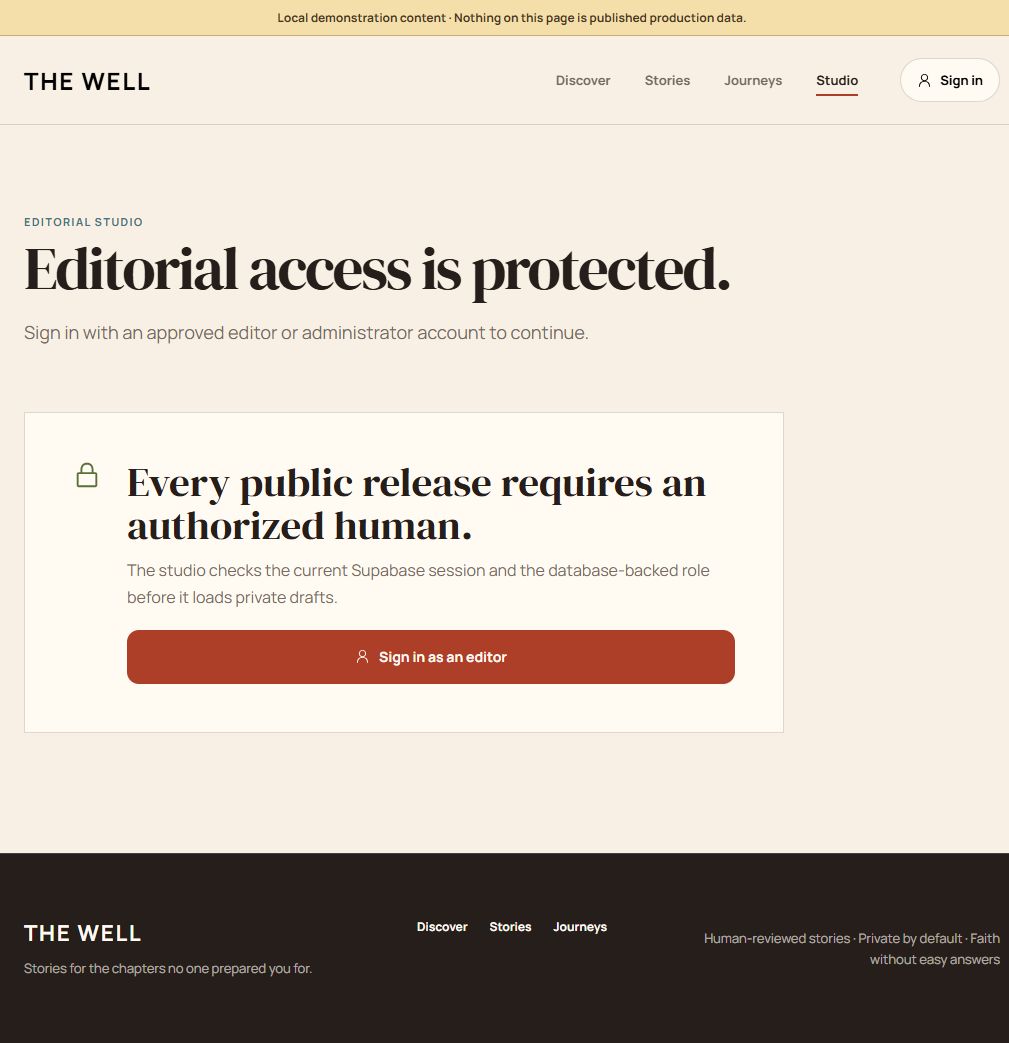 Local demonstration content · Nothing on this page is published production data.
THE WELL
Discover
Stories
Journeys
Studio
Sign in
EDITORIAL STUDIO
Editorial access is protected.
Sign in with an approved editor or administrator account to continue.
Every public release requires an
authorized human.
The studio checks the current Supabase session and the database-backed role
before it loads private drafts.
Sign in as an editor
THE WELL
Stories for the chapters no one prepared you for.
Discover
Stories
Journeys
Human-reviewed stories · Private by default · Faith
without easy answers